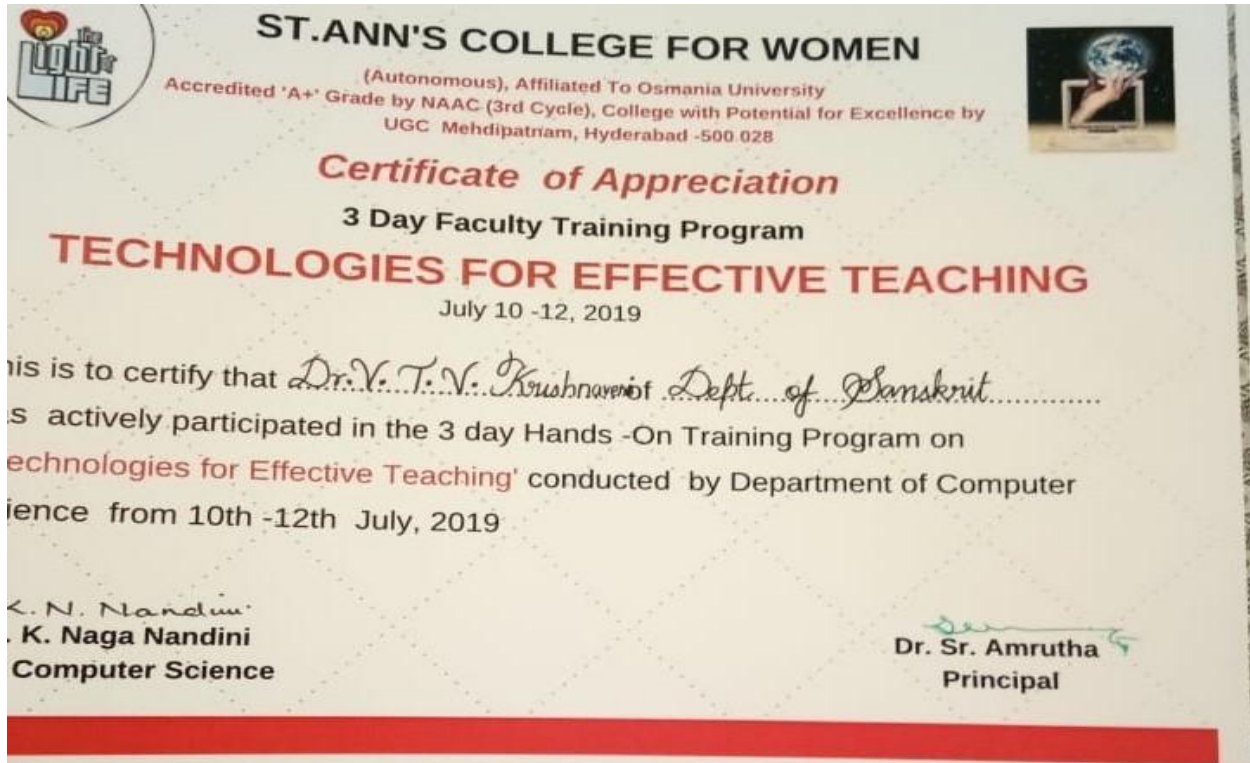 the Light of LIFE
ST.ANN'S COLLEGE FOR WOMEN
(Autonomous), Affiliated To Osmania University
Accredited 'A+' Grade by NAAC (3rd Cycle), College with Potential for Excellence by
UGC Mehdipatnam, Hyderabad -500 028
Certificate of Appreciation
3 Day Faculty Training Program
TECHNOLOGIES FOR EFFECTIVE TEACHING
July 10 -12, 2019
his is to certify that Dr. V. T. V. Krishnaveni of Dept. of Sanskrit
s actively participated in the 3 day Hands -On Training Program on
echnologies for Effective Teaching' conducted by Department of Computer
ience from 10th -12th July, 2019
K. N. Nandini
. K. Naga Nandini
Computer Science
Dr. Sr. Amrutha
Principal